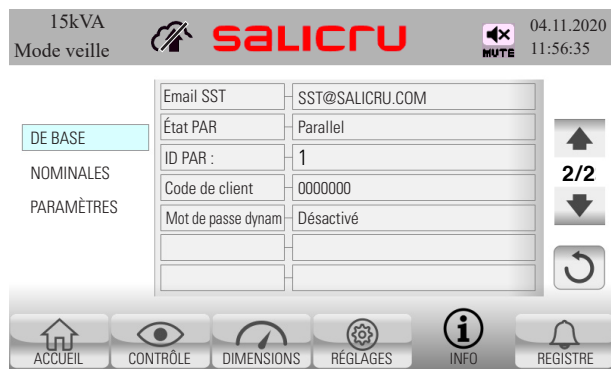 15kVA
Mode veille
salicru
MUTE
04.11.2020
11:56:35
DE BASE
NOMINALES
PARAMÈTRES
Email SST SST@SALICRU.COM
État PAR Parallel
ID PAR : 1
Code de client 0000000
Mot de passe dynam Désactivé
2/2
ACCUEIL CONTRÔLE DIMENSIONS RÉGLAGES INFO REGISTRE